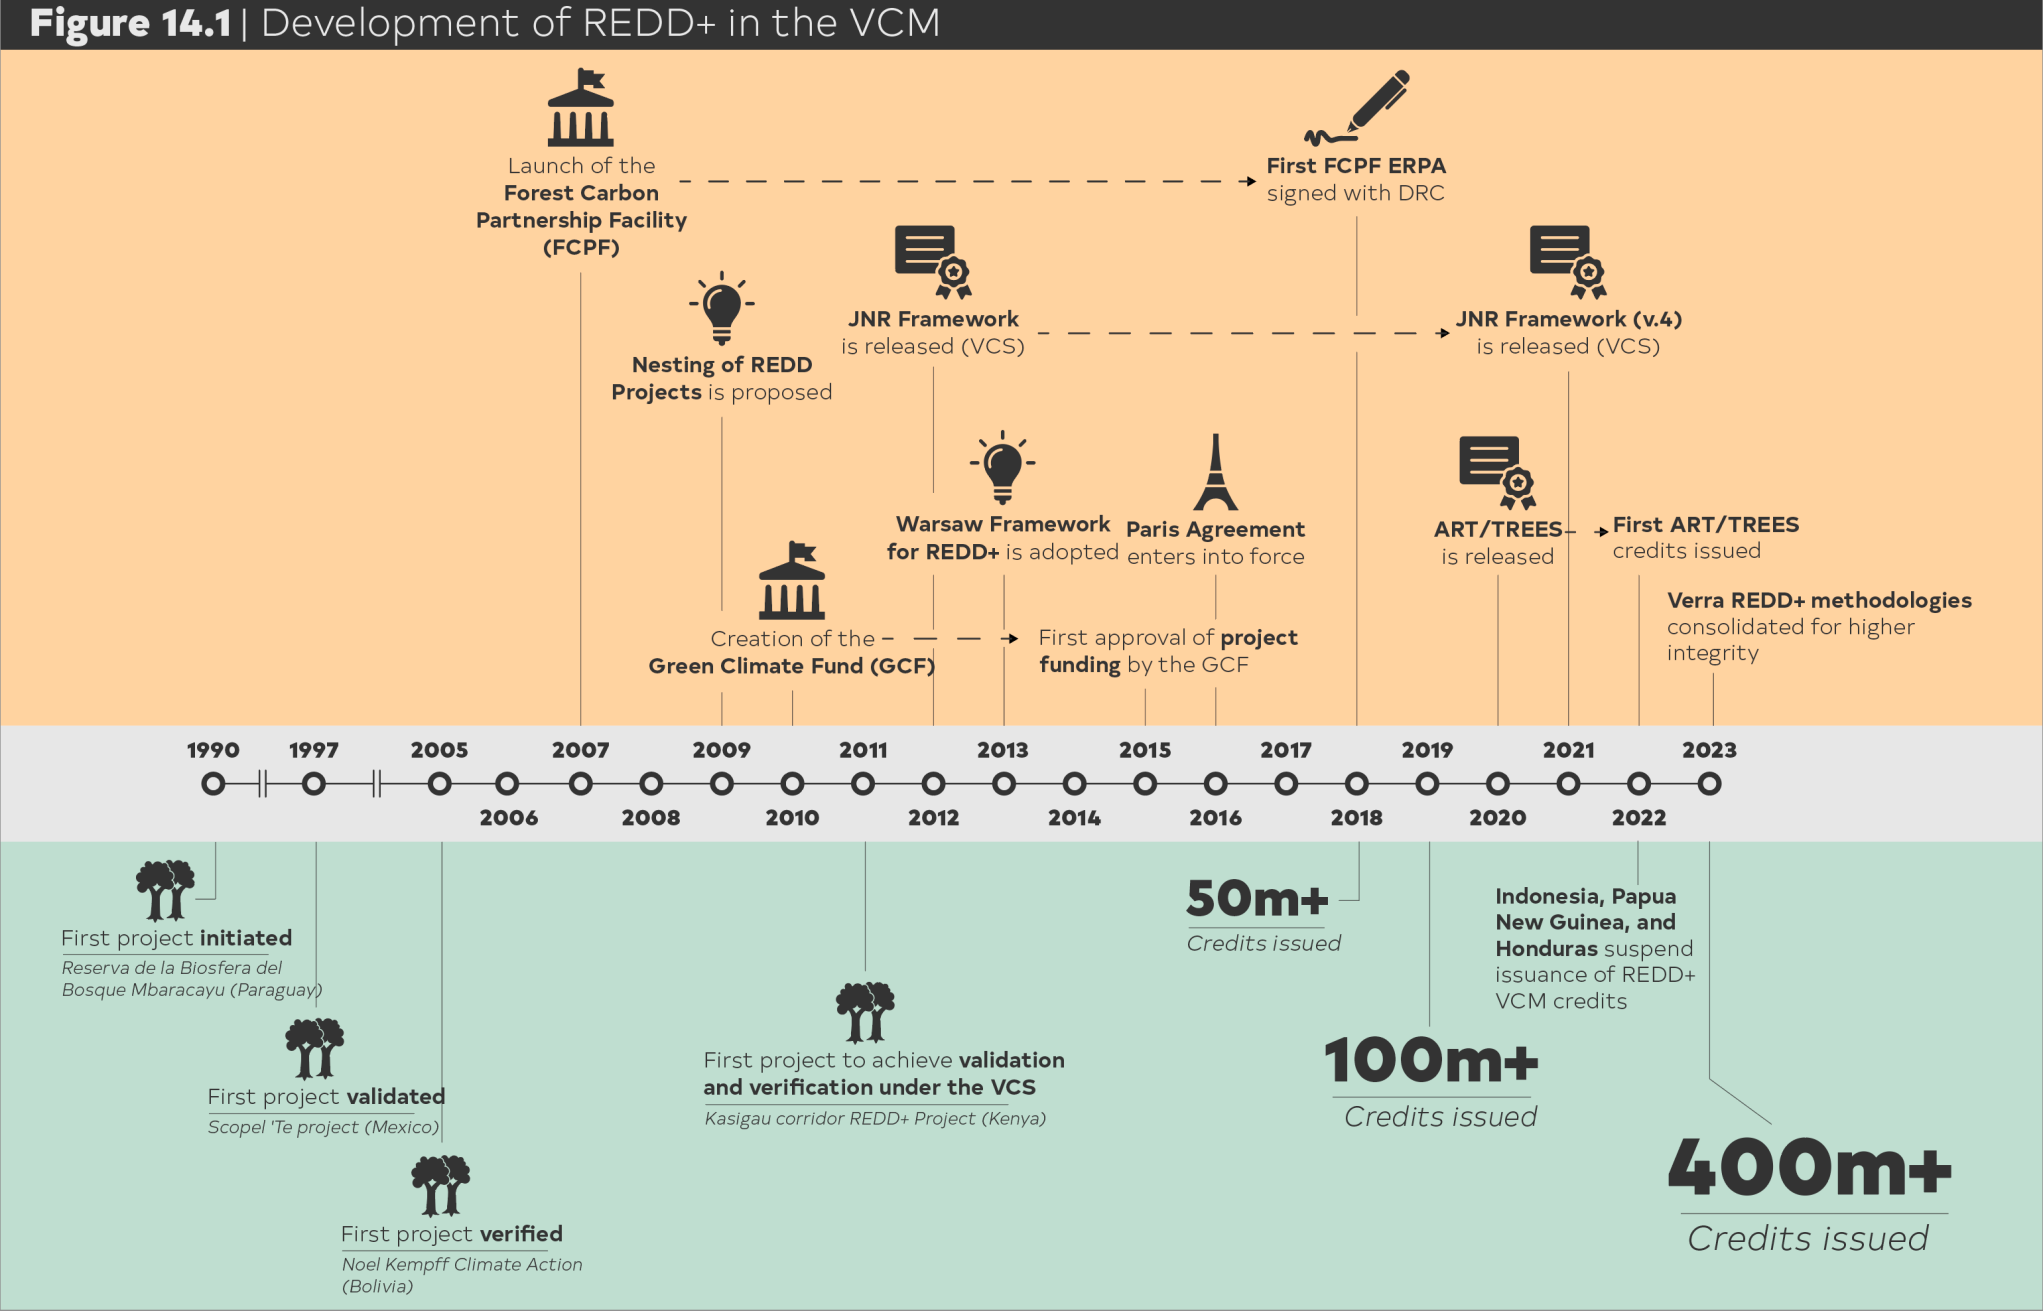 Figure 14.1 | Development of REDD+ in the VCM
Launch of the
Forest Carbon
Partnership Facility
(FCPF)
First FCPF ERPA
signed with DRC
Nesting of REDD
Projects is proposed
JNR Framework
is released (VCS)
JNR Framework (v.4)
is released (VCS)
Warsaw Framework
for REDD+ is adopted
Paris Agreement
enters into force
ART/TREES
is released
First ART/TREES
credits issued
Creation of the
Green Climate Fund (GCF)
First approval of project
funding by the GCF
Verra REDD+ methodologies
consolidated for higher
integrity
1990 1997 2005 2007 2009 2011 2013 2015 2017 2019 2021 2023
2006 2008 2010 2012 2014 2016 2018 2020 2022
First project initiated
Reserva de la Biosfera del
Bosque Mbaracayu (Paraguay)
First project validated
Scopel 'Te project (Mexico)
First project verified
Noel Kempff Climate Action
(Bolivia)
First project to achieve validation
and verification under the VCS
Kasigau corridor REDD+ Project (Kenya)
50m+
Credits issued
100m+
Credits issued
Indonesia, Papua
New Guinea, and
Honduras suspend
issuance of REDD+
VCM credits
400m+
Credits issued